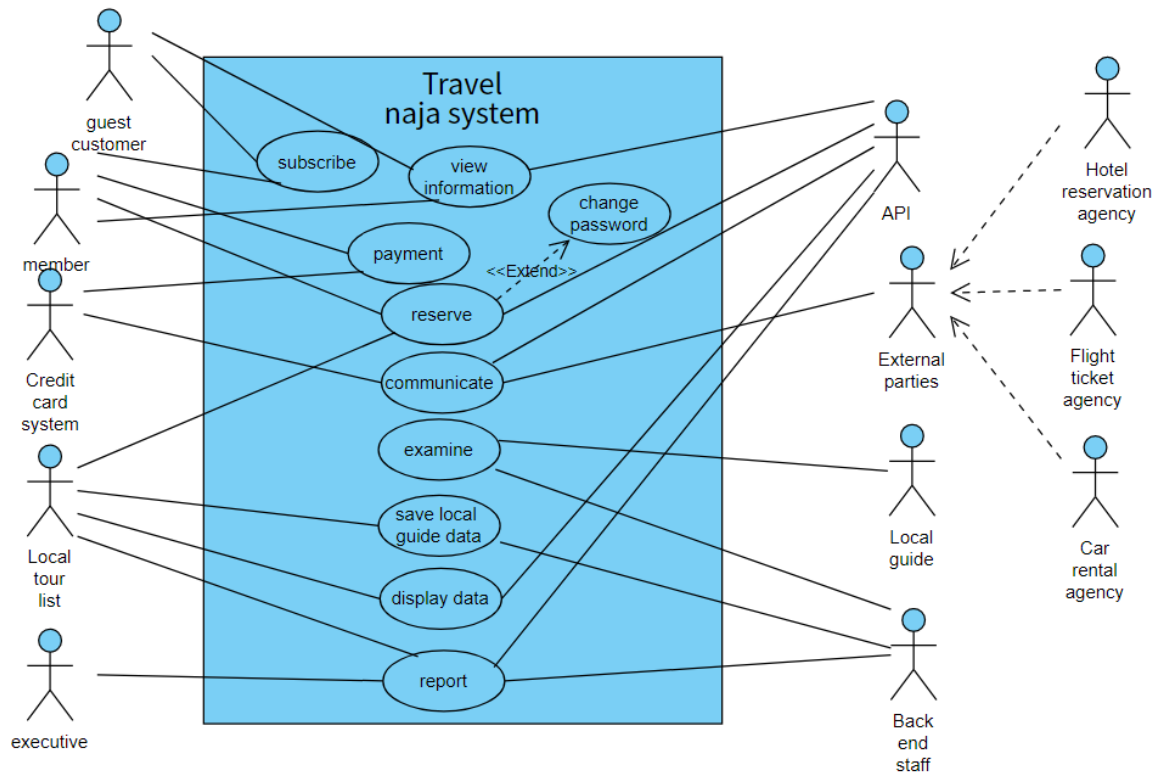 Travel
naja system
guest
customer
subscribe
view
information
change
password
member
payment
<<Extend>>
reserve
Credit
card
system
communicate
examine
Local
tour
list
save local
guide data
display data
executive
report
API
Hotel
reservation
agency
External
parties
Flight
ticket
agency
Local
guide
Car
rental
agency
Back
end
staff